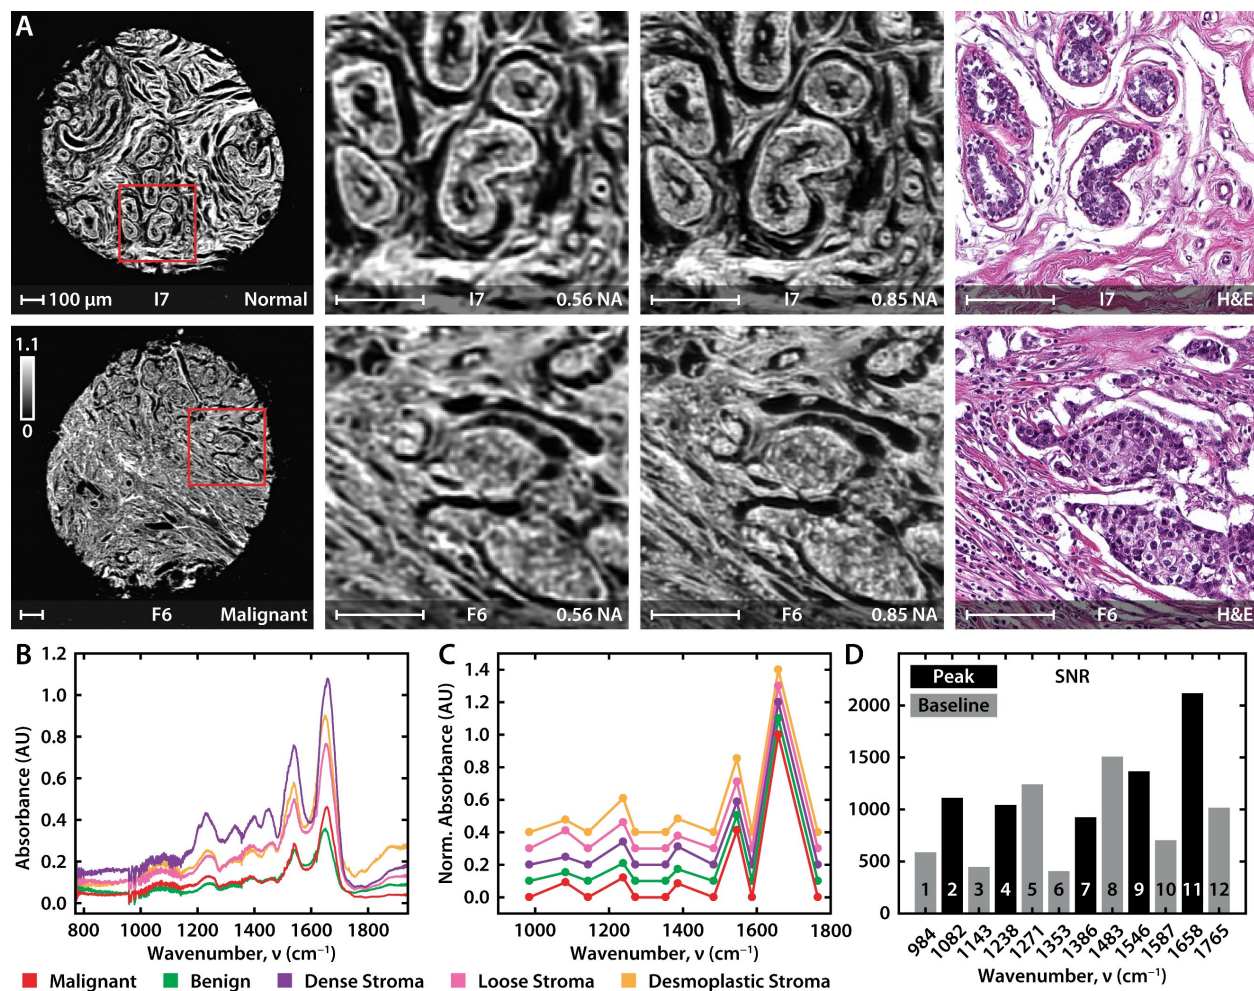 A
100 µm I7 Normal
I7 0.56 NA
I7 0.85 NA
I7 H&E
1.1
0
F6 Malignant
F6 0.56 NA
F6 0.85 NA
F6 H&E
B
Absorbance (AU)
1.2
1.0
0.8
0.6
0.4
0.2
0.0
800 1000 1200 1400 1600 1800
Wavenumber, ν (cm⁻¹)
C
Norm. Absorbance (AU)
1.4
1.2
1.0
0.8
0.6
0.4
0.2
0.0
1000 1200 1400 1600 1800
Wavenumber, ν (cm⁻¹)
D
Peak SNR
Baseline
2000
1500
1000
500
0
1 2 3 4 5 6 7 8 9 10 11 12
984 1082 1143 1238 1271 1353 1386 1483 1546 1587 1658 1765
Wavenumber, ν (cm⁻¹)
Malignant Benign Dense Stroma Loose Stroma Desmoplastic Stroma